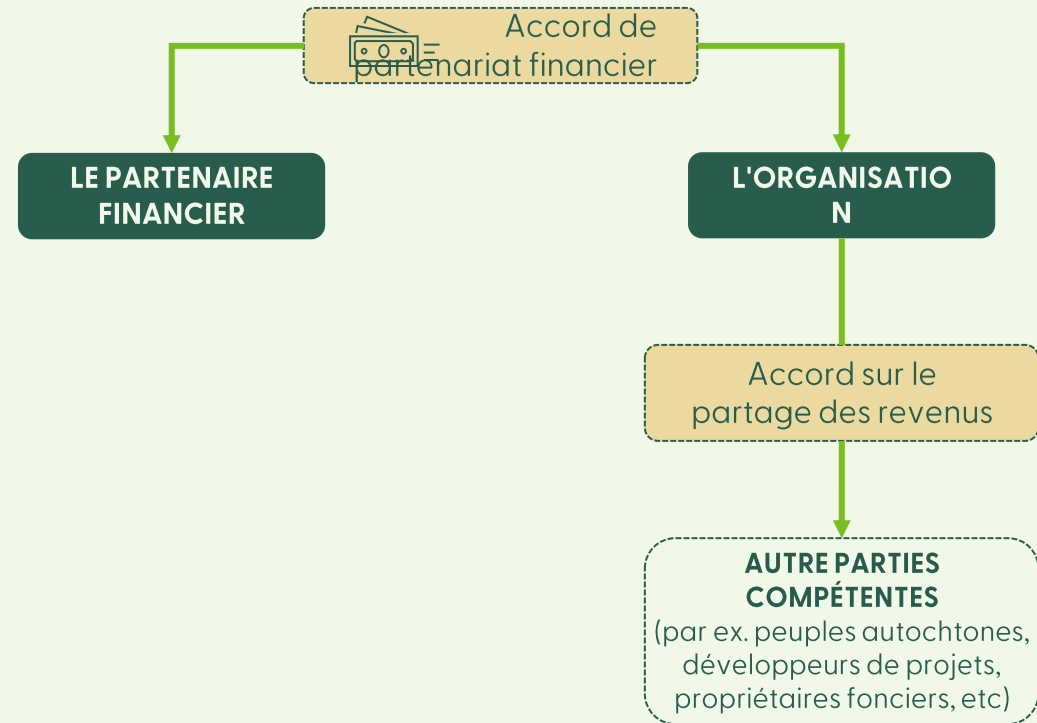 Accord de
partenariat financier
LE PARTENAIRE
FINANCIER
L'ORGANISATIO
N
Accord sur le
partage des revenus
AUTRE PARTIES
COMPÉTENTES
(par ex. peuples autochtones,
développeurs de projets,
propriétaires fonciers, etc)